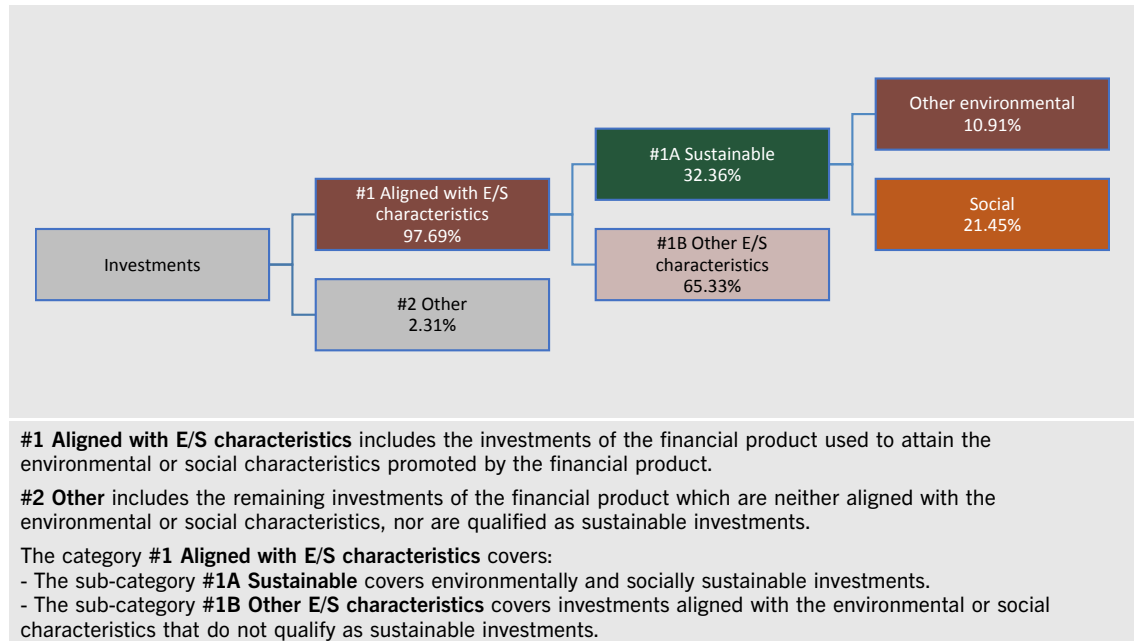 Investments
#1 Aligned with E/S
characteristics
97.69%
#2 Other
2.31%
#1A Sustainable
32.36%
#1B Other E/S
characteristics
65.33%
Other environmental
10.91%
Social
21.45%
#1 Aligned with E/S characteristics includes the investments of the financial product used to attain the
environmental or social characteristics promoted by the financial product.
#2 Other includes the remaining investments of the financial product which are neither aligned with the
environmental or social characteristics, nor are qualified as sustainable investments.
The category #1 Aligned with E/S characteristics covers:
- The sub-category #1A Sustainable covers environmentally and socially sustainable investments.
- The sub-category #1B Other E/S characteristics covers investments aligned with the environmental or social
characteristics that do not qualify as sustainable investments.